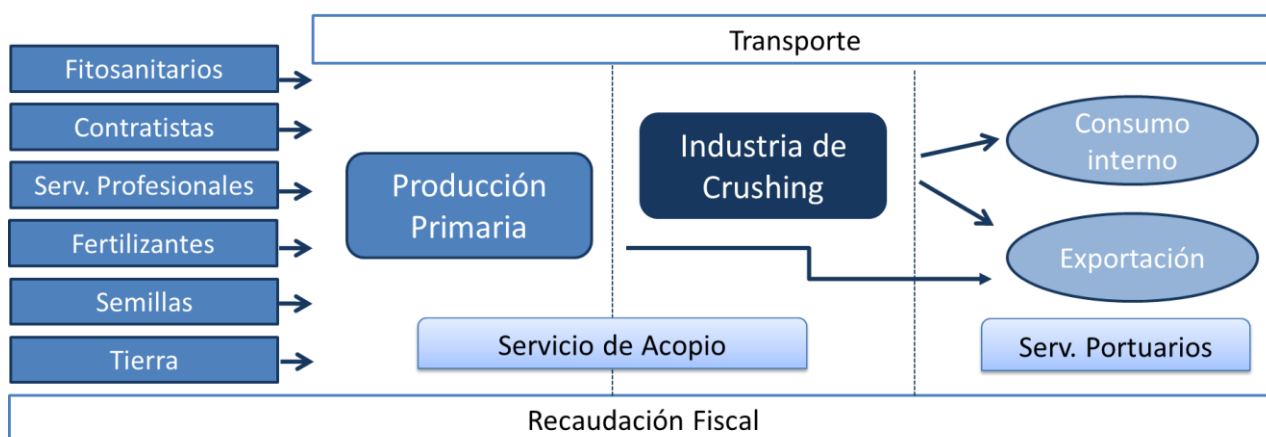 Transporte
Fitosanitarios
Contratistas
Serv. Profesionales
Fertilizantes
Semillas
Tierra
Producción
Primaria
Industria de
Crushing
Consumo
interno
Exportación
Servicio de Acopio
Serv. Portuarios
Recaudación Fiscal